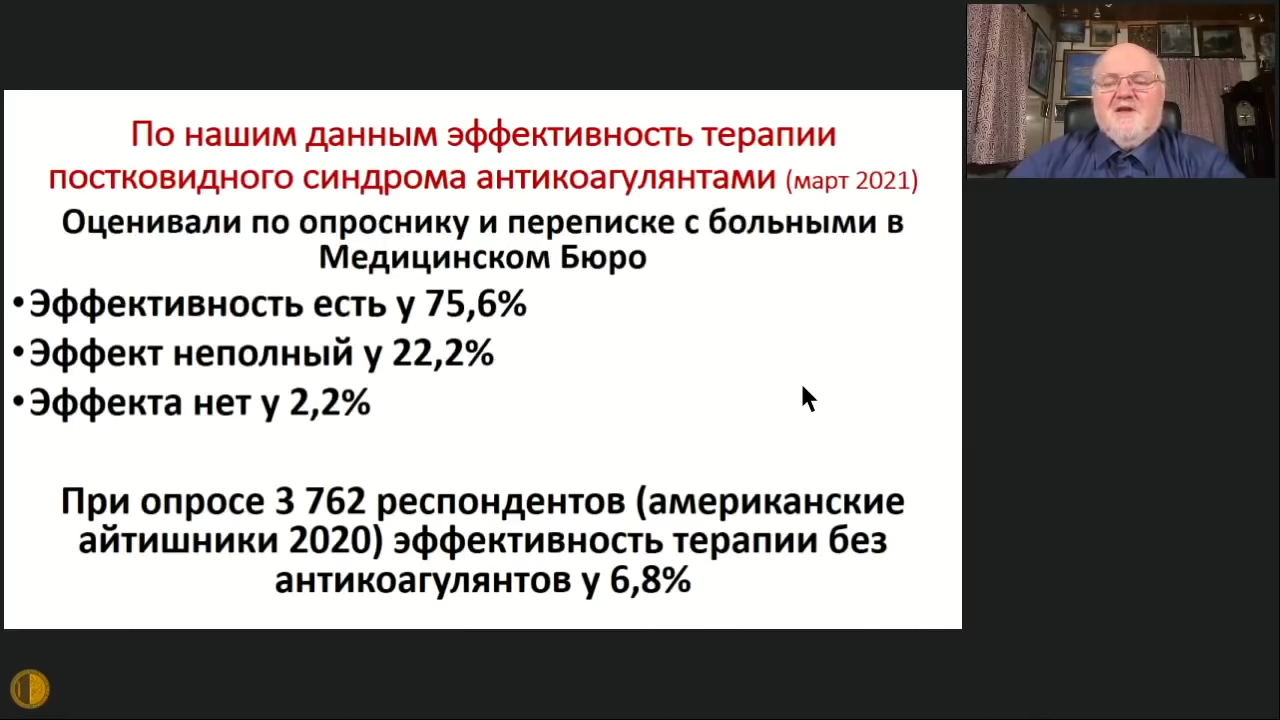 По нашим данным эффективность терапии
постковидного синдрома антикоагулянтами (март 2021)
Оценивали по опроснику и переписке с больными в
Медицинском Бюро
•Эффективность есть у 75,6%
•Эффект неполный у 22,2%
•Эффекта нет у 2,2%
При опросе 3 762 респондентов (американские
айтишники 2020) эффективность терапии без
антикоагулянтов у 6,8%